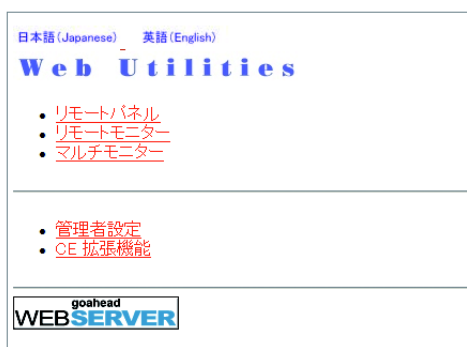 日本語(Japanese) 英語(English)
Web Utilities
リモートパネル
リモートモニター
マルチモニター
管理者設定
CE 拡張機能
goahead
WEBSERVER